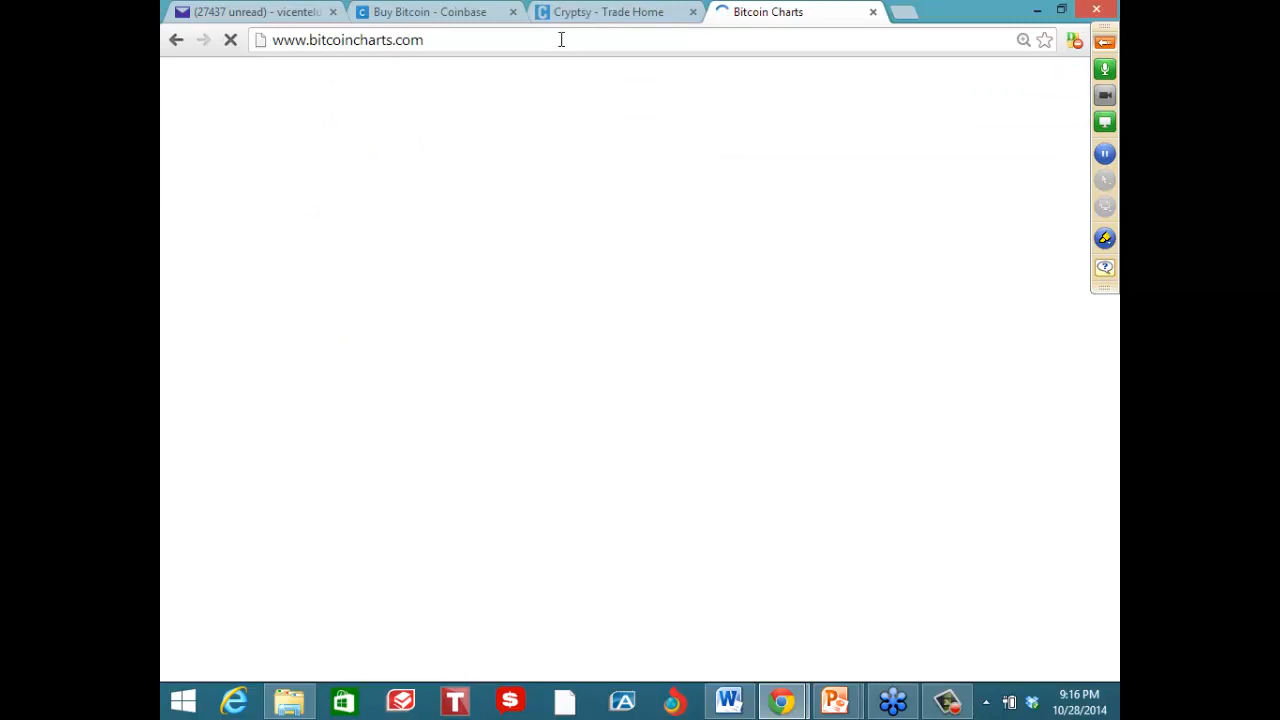 (27437 unread) - vicentelu
Buy Bitcoin - Coinbase
Cryptsy - Trade Home
Bitcoin Charts
www.bitcoincharts.com
9:16 PM
10/28/2014